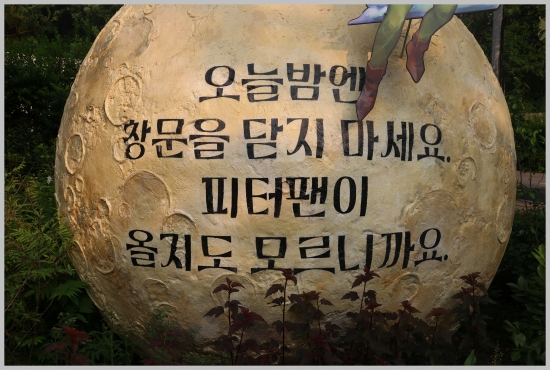 오늘밤엔
창문을 닫지 마세요.
피터팬이
올지도 모르니까요.